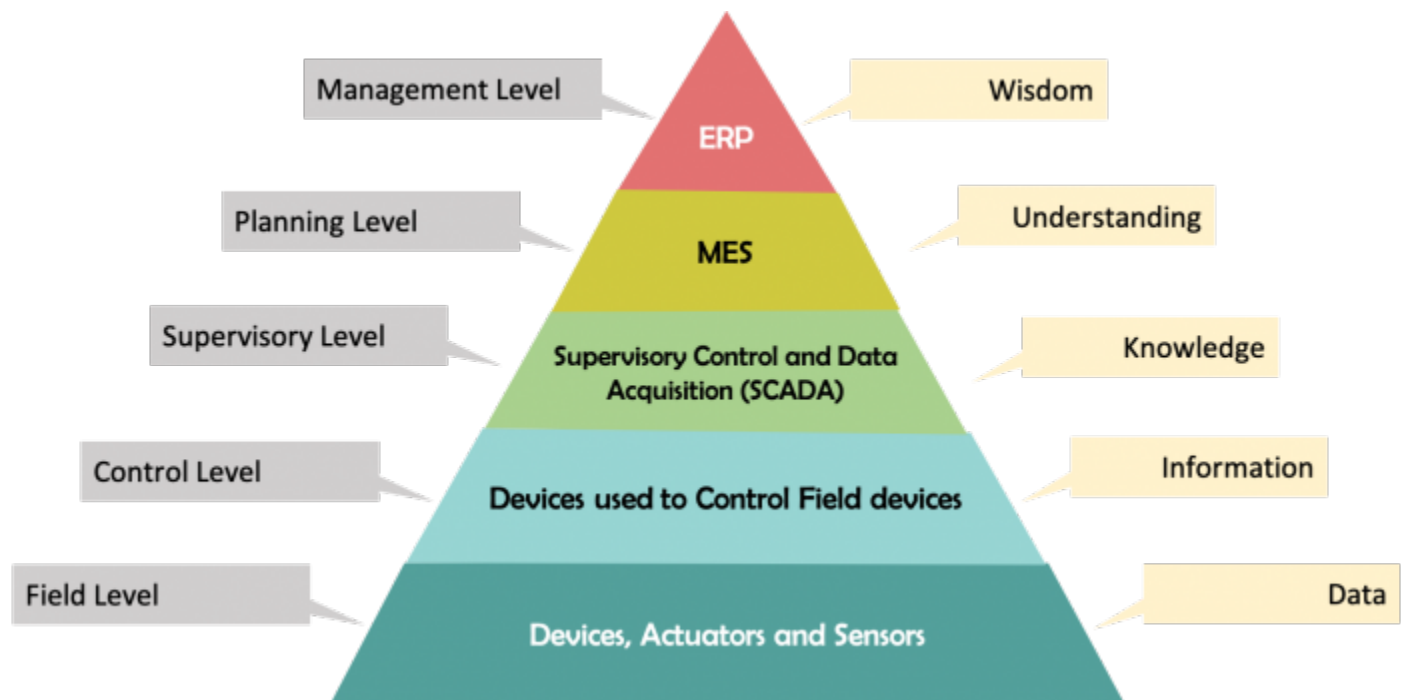 Management Level
Wisdom
ERP
Planning Level
Understanding
MES
Supervisory Level
Knowledge
Supervisory Control and Data
Acquisition (SCADA)
Control Level
Information
Devices used to Control Field devices
Field Level
Data
Devices, Actuators and Sensors